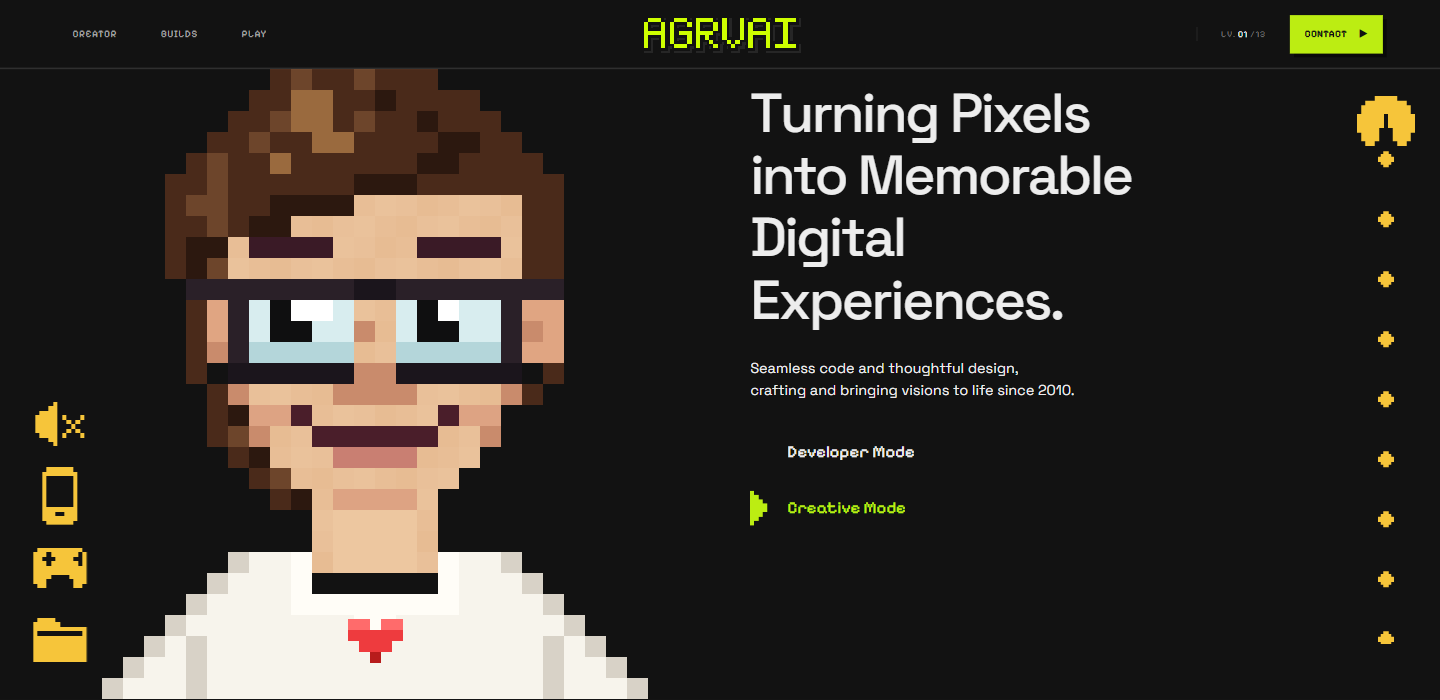 CREATOR
BUILDS
PLAY
AGRVAI
LV. 01 /13
CONTACT
Turning Pixels
into Memorable
Digital
Experiences.
Seamless code and thoughtful design,
crafting and bringing visions to life since 2010.
Developer Mode
Creative Mode